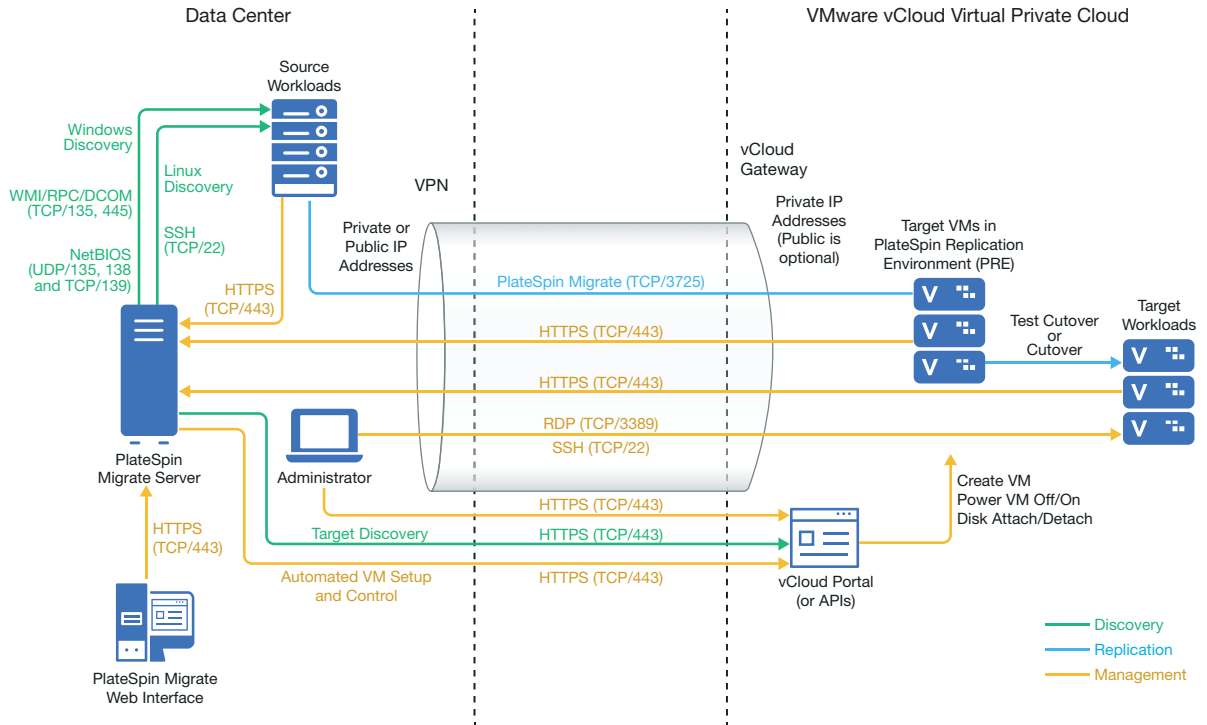 Data Center
VMware vCloud Virtual Private Cloud
Source
Workloads
Windows
Discovery
Linux
Discovery
WMI/RPC/DCOM
(TCP/135, 445)
SSH
(TCP/22)
NetBIOS
(UDP/135, 138
and TCP/139)
HTTPS
(TCP/443)
VPN
Private or
Public IP
Addresses
vCloud
Gateway
Private IP
Addresses
(Public is
optional)
Target VMs in
PlateSpin Replication
Environment (PRE)
PlateSpin Migrate (TCP/3725)
HTTPS (TCP/443)
V
V
V
Test Cutover
or
Cutover
Target
Workloads
V
V
V
HTTPS (TCP/443)
RDP (TCP/3389)
SSH (TCP/22)
PlateSpin
Migrate Server
Administrator
HTTPS (TCP/443)
Create VM
Power VM Off/On
Disk Attach/Detach
HTTPS
(TCP/443)
Target Discovery
HTTPS (TCP/443)
Automated VM Setup
and Control
HTTPS (TCP/443)
vCloud Portal
(or APIs)
PlateSpin Migrate
Web Interface
Discovery
Replication
Management